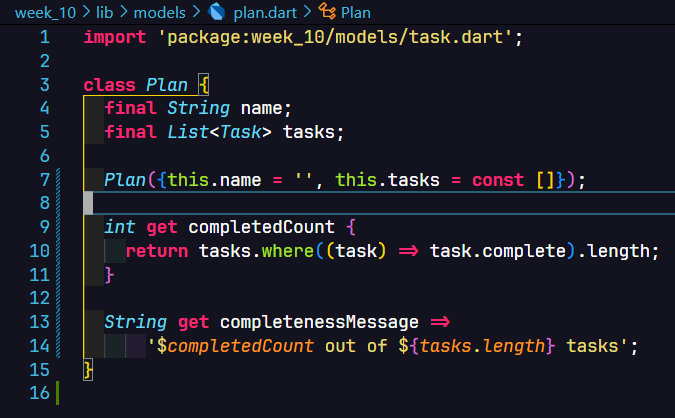 week_10 > lib > models > plan.dart > Plan
1 import 'package:week_10/models/task.dart';
2
3 class Plan {
4 final String name;
5 final List<Task> tasks;
6
7 Plan({this.name = '', this.tasks = const []});
8
9 int get completedCount {
10 return tasks.where((task) => task.complete).length;
11 }
12
13 String get completenessMessage =>
14 '$completedCount out of ${tasks.length} tasks';
15 }
16